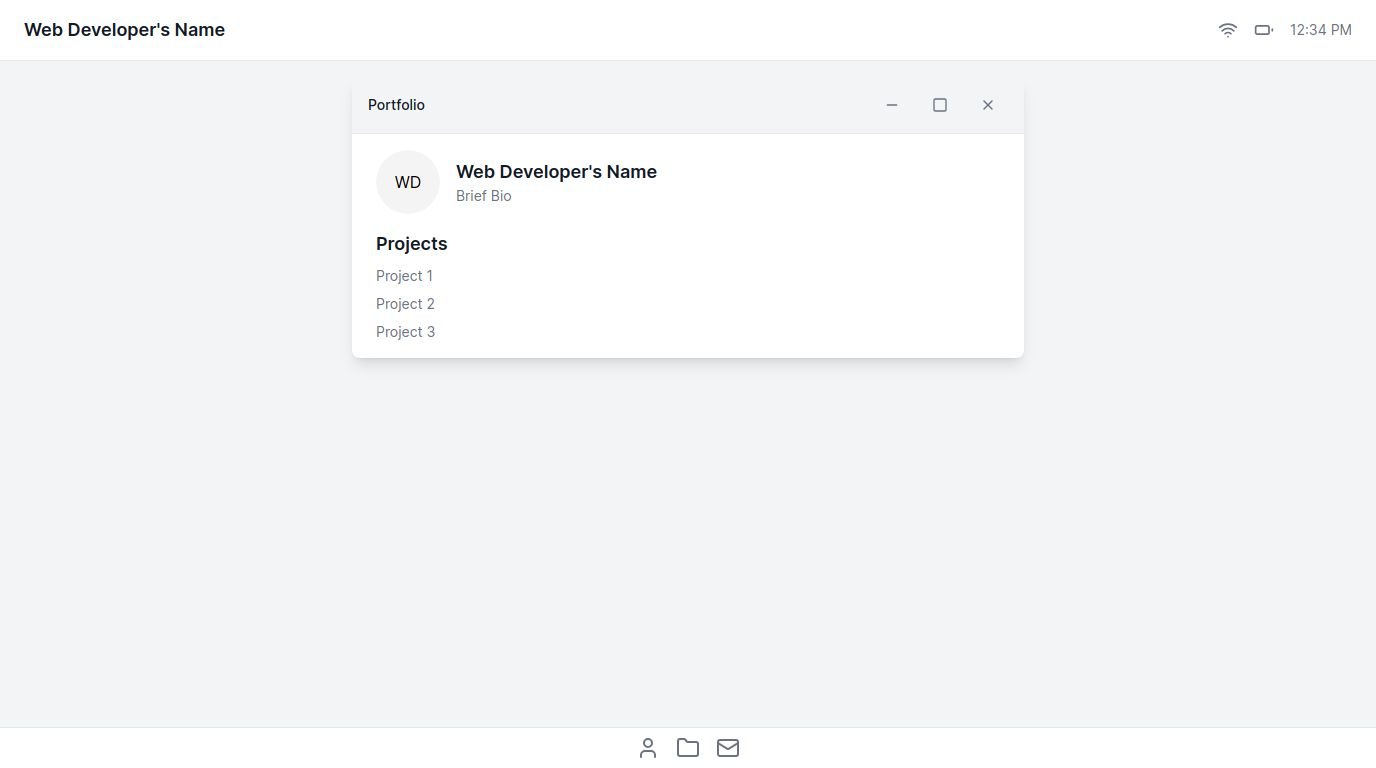 Web Developer's Name
12:34 PM
Portfolio
WD
Web Developer's Name
Brief Bio
Projects
Project 1
Project 2
Project 3